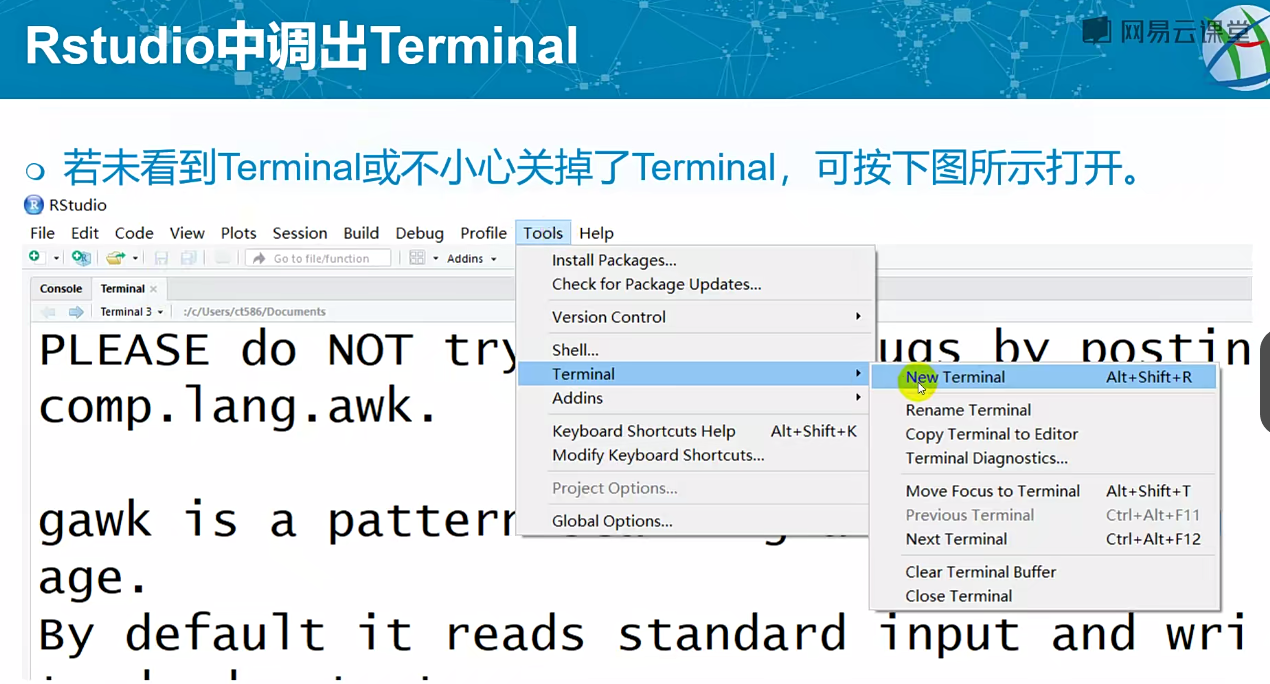 Rstudio中调出Terminal
网易云课堂
若未看到Terminal或不小心关掉了Terminal，可按下图所示打开。
RStudio
File Edit Code View Plots Session Build Debug Profile Tools Help
Go to file/function Addins
Console Terminal
Terminal 3 :/c/Users/ct586/Documents
Install Packages...
Check for Package Updates...
Version Control
Shell...
Terminal
Addins
Keyboard Shortcuts Help Alt+Shift+K
Modify Keyboard Shortcuts...
Project Options...
Global Options...
New Terminal Alt+Shift+R
Rename Terminal
Copy Terminal to Editor
Terminal Diagnostics...
Move Focus to Terminal Alt+Shift+T
Previous Terminal Ctrl+Alt+F11
Next Terminal Ctrl+Alt+F12
Clear Terminal Buffer
Close Terminal
PLEASE do NOT try ugs by postin
comp.lang.awk.
gawk is a pattern
age.
By default it reads standard input and wri